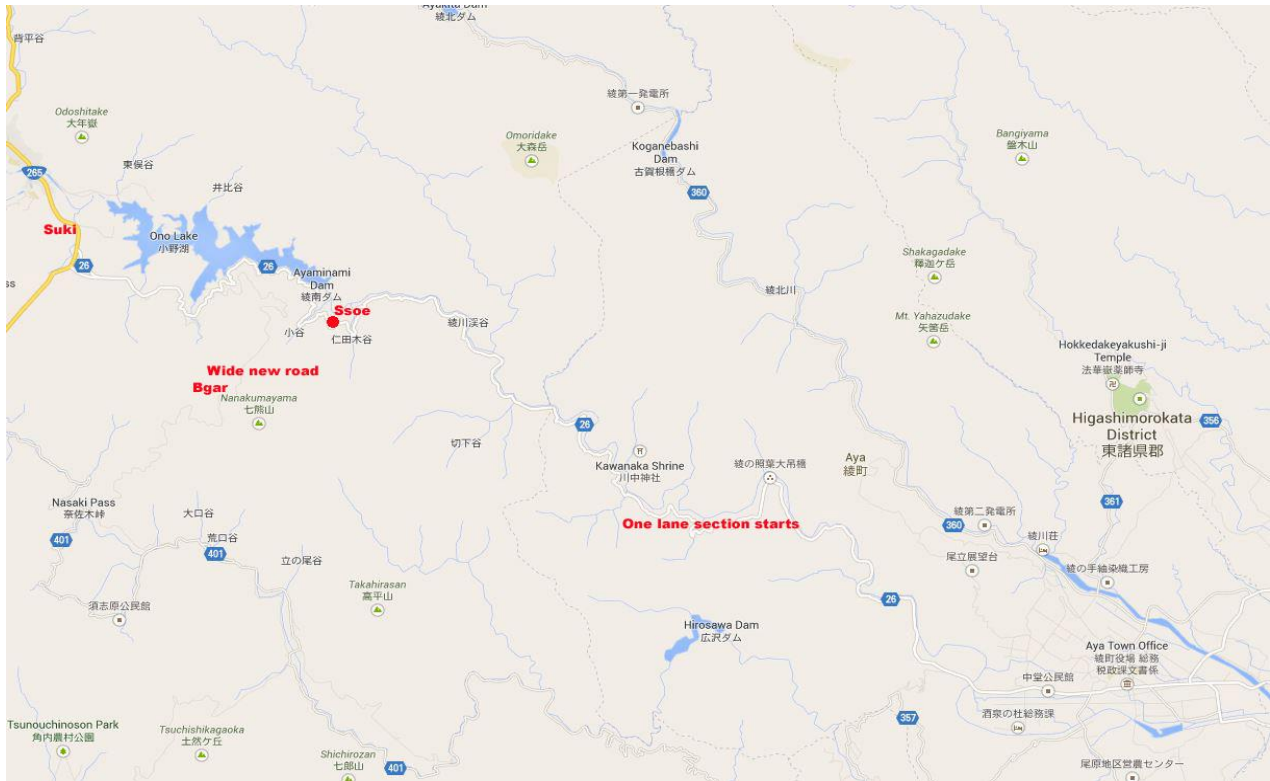 Ayakita Dam
綾北ダム
背平谷
綾第一発電所
Odoshitake
大年嶽
Omoridake
大森岳
Koganebashi
Dam
古賀根橋ダム
Bangiyama
盤木山
東俣谷
265
井比谷
360
Suki
Ono Lake
小野湖
26
26
Ayaminami
Dam
綾南ダム
Shakagadake
釋迦ケ岳
ss
綾北川
Ssoe
小谷
仁田木谷
綾川渓谷
Mt. Yahazudake
矢筈岳
Hokkedakeyakushi-ji
Temple
法華嶽薬師寺
Wide new road
Bgar
Nanakumayama
七熊山
Higashimorokata
District
東諸県郡
356
切下谷
26
Kawanaka Shrine
川中神社
綾の照葉大吊橋
Aya
綾町
361
Nasaki Pass
奈佐木峠
大口谷
One lane section starts
綾第二発電所
360
401
荒口谷
401
立の尾谷
綾川荘
尾立展望台
綾の手紬染織工房
Takahirasan
高平山
須志原公民館
26
Hirosawa Dam
広沢ダム
Aya Town Office
綾町役場 総務
税政課文書係
中堂公民館
Tsunouchinoson Park
角内農村公園
Tsuchishikagaoka
土然ケ丘
357
酒泉の杜総務課
Shichirozan
七郎山
401
尾原地区営農センター